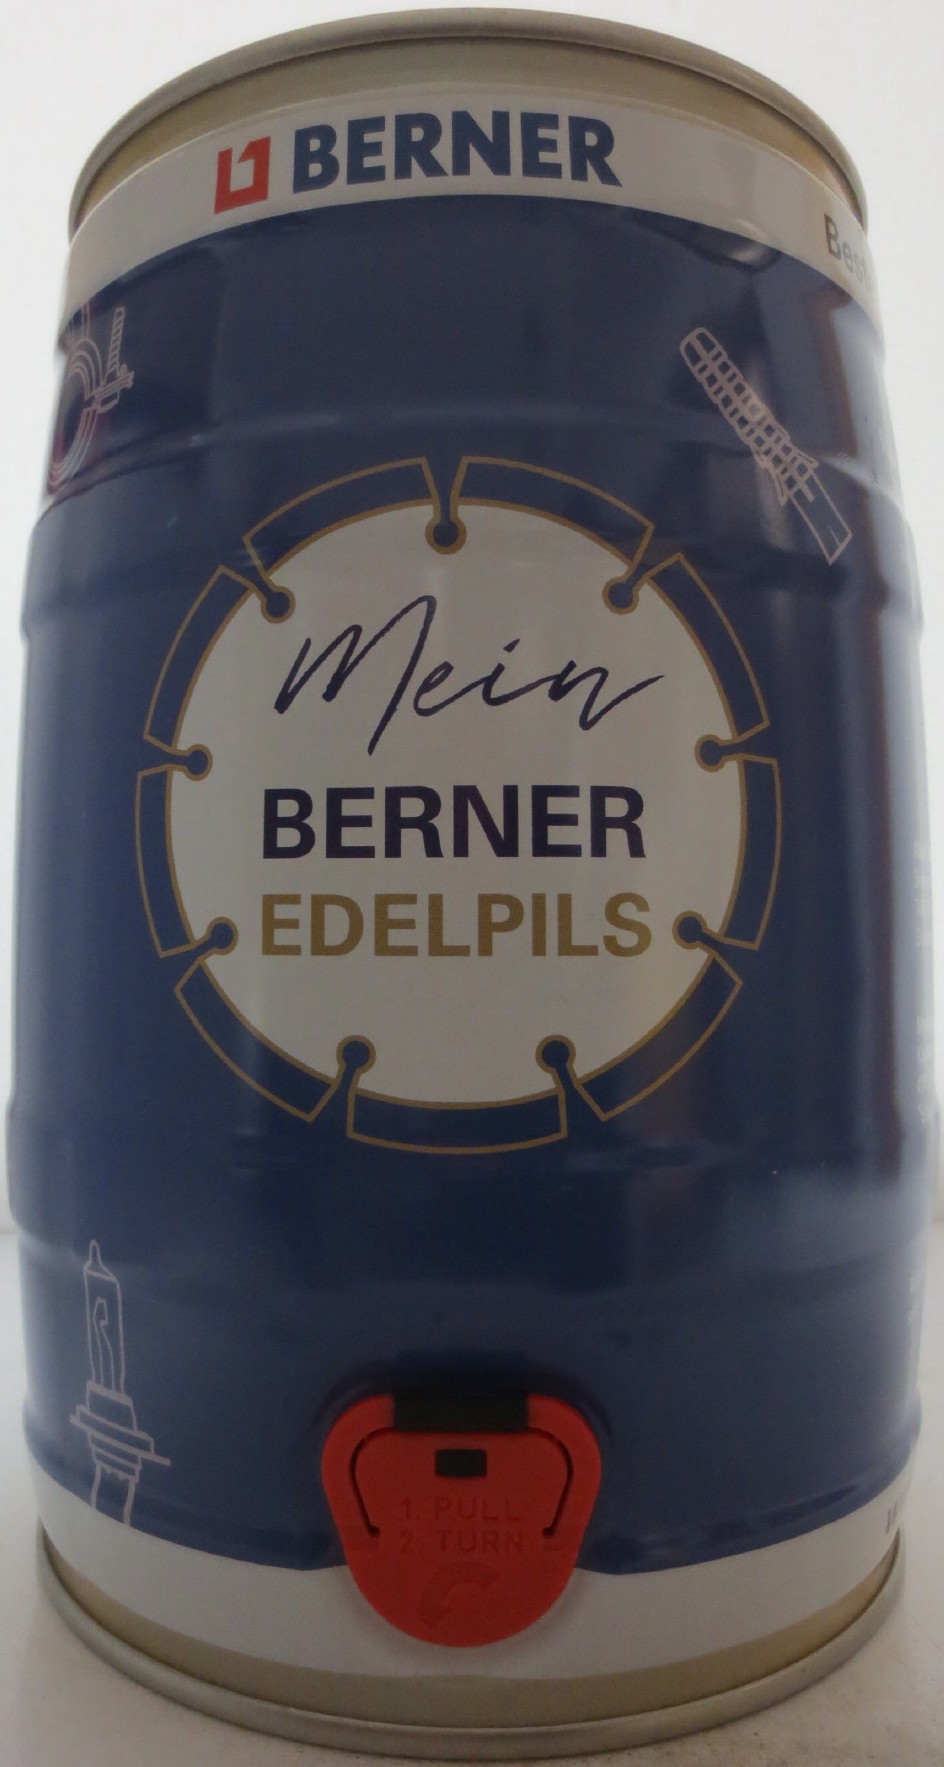 BERNER
Mein
BERNER
EDELPILS
1. PULL
2. TURN